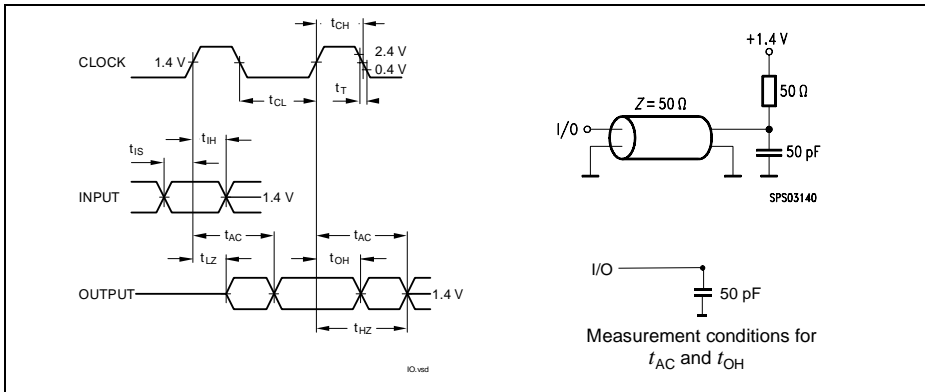 t_CH
CLOCK
1.4 V
2.4 V
0.4 V
t_T
t_CL
t_IH
t_IS
INPUT
1.4 V
t_AC
t_AC
t_LZ
t_OH
OUTPUT
1.4 V
t_HZ
IO.vsd
+1.4 V
50 Ω
Z = 50 Ω
I/O
50 pF
SPS03140
I/O
50 pF
Measurement conditions for
t_AC and t_OH